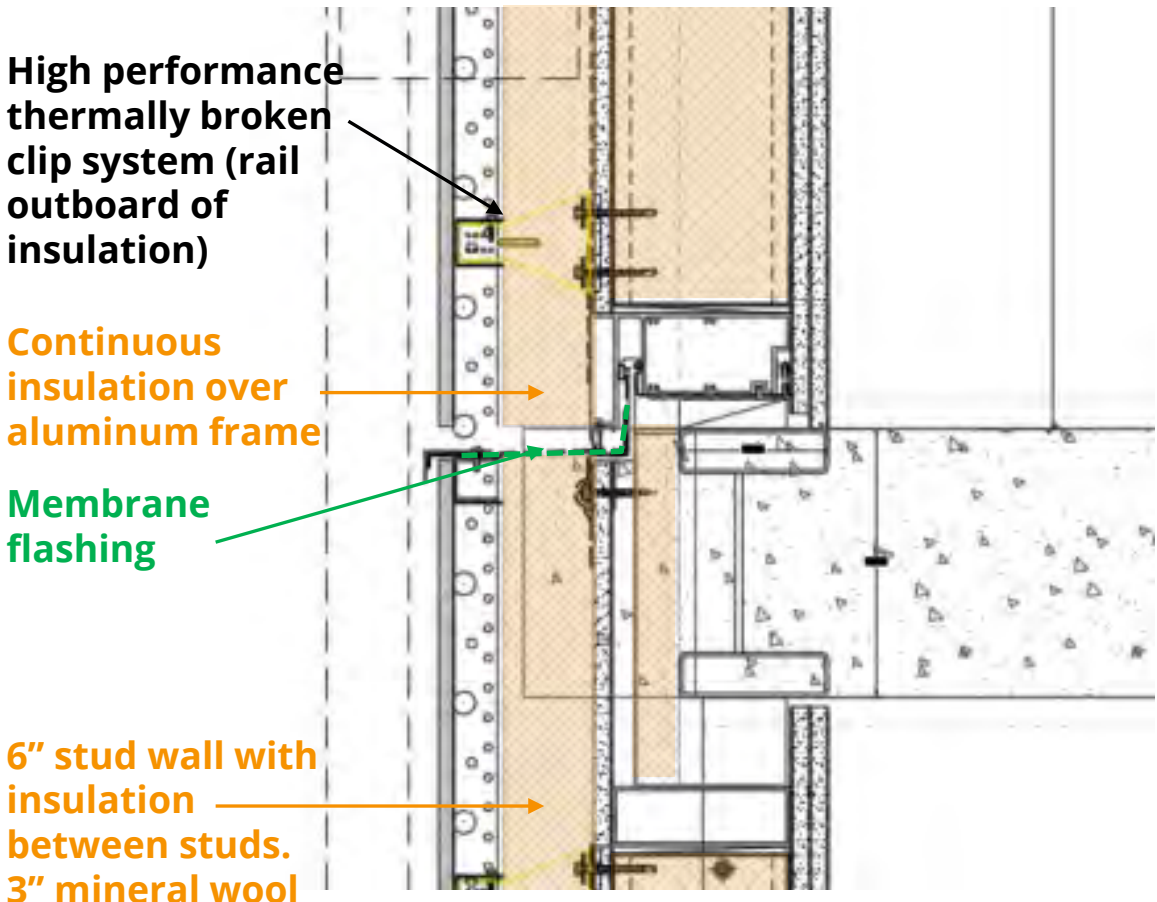 High performance
thermally broken
clip system (rail
outboard of
insulation)
Continuous
insulation over
aluminum frame
Membrane
flashing
6” stud wall with
insulation
between studs.
3” mineral wool